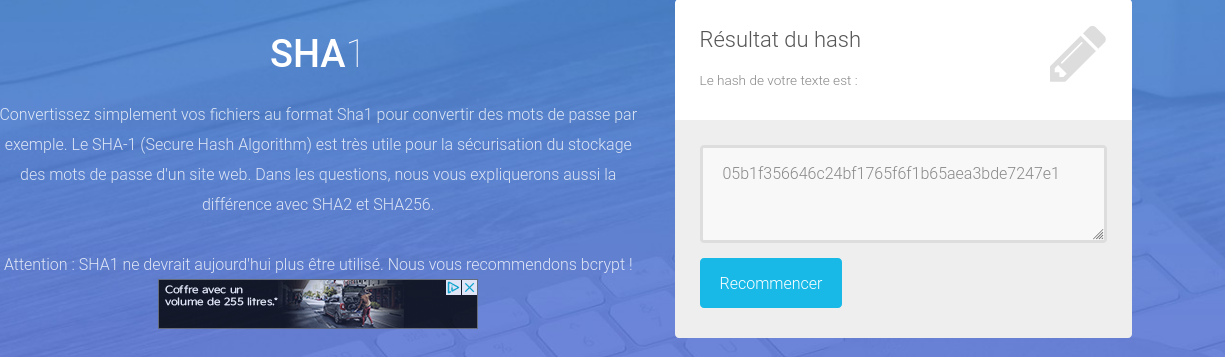 SHA1
Convertissez simplement vos fichiers au format Sha1 pour convertir des mots de passe par
exemple. Le SHA-1 (Secure Hash Algorithm) est très utile pour la sécurisation du stockage
des mots de passe d'un site web. Dans les questions, nous vous expliquerons aussi la
différence avec SHA2 et SHA256.
Attention : SHA1 ne devrait aujourd'hui plus être utilisé. Nous vous recommendons bcrypt !
Coffre avec un
volume de 255 litres.*
Résultat du hash
Le hash de votre texte est :
05b1f356646c24bf1765f6f1b65aea3bde7247e1
Recommencer